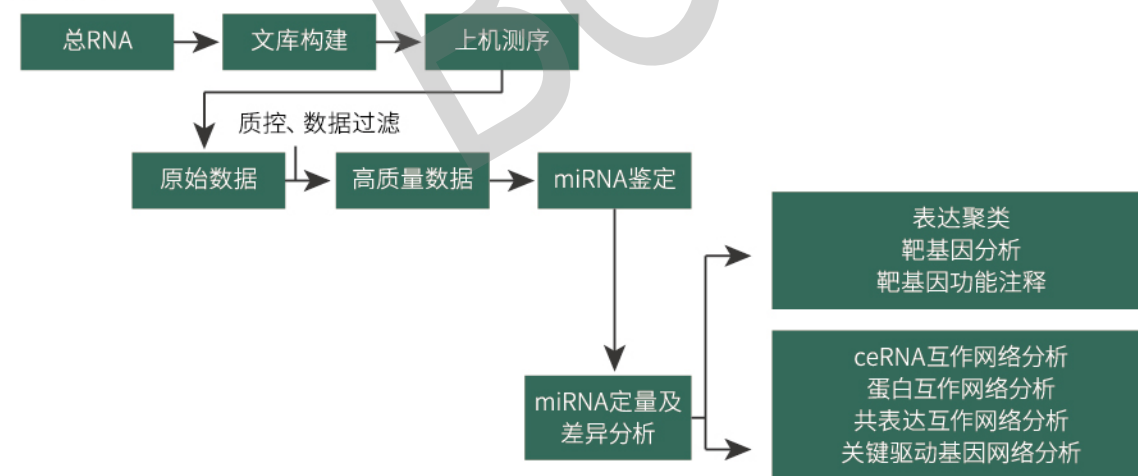 总RNA
文库构建
上机测序
质控、数据过滤
原始数据
高质量数据
miRNA鉴定
表达聚类
靶基因分析
靶基因功能注释
miRNA定量及
差异分析
ceRNA互作网络分析
蛋白互作网络分析
共表达互作网络分析
关键驱动基因网络分析